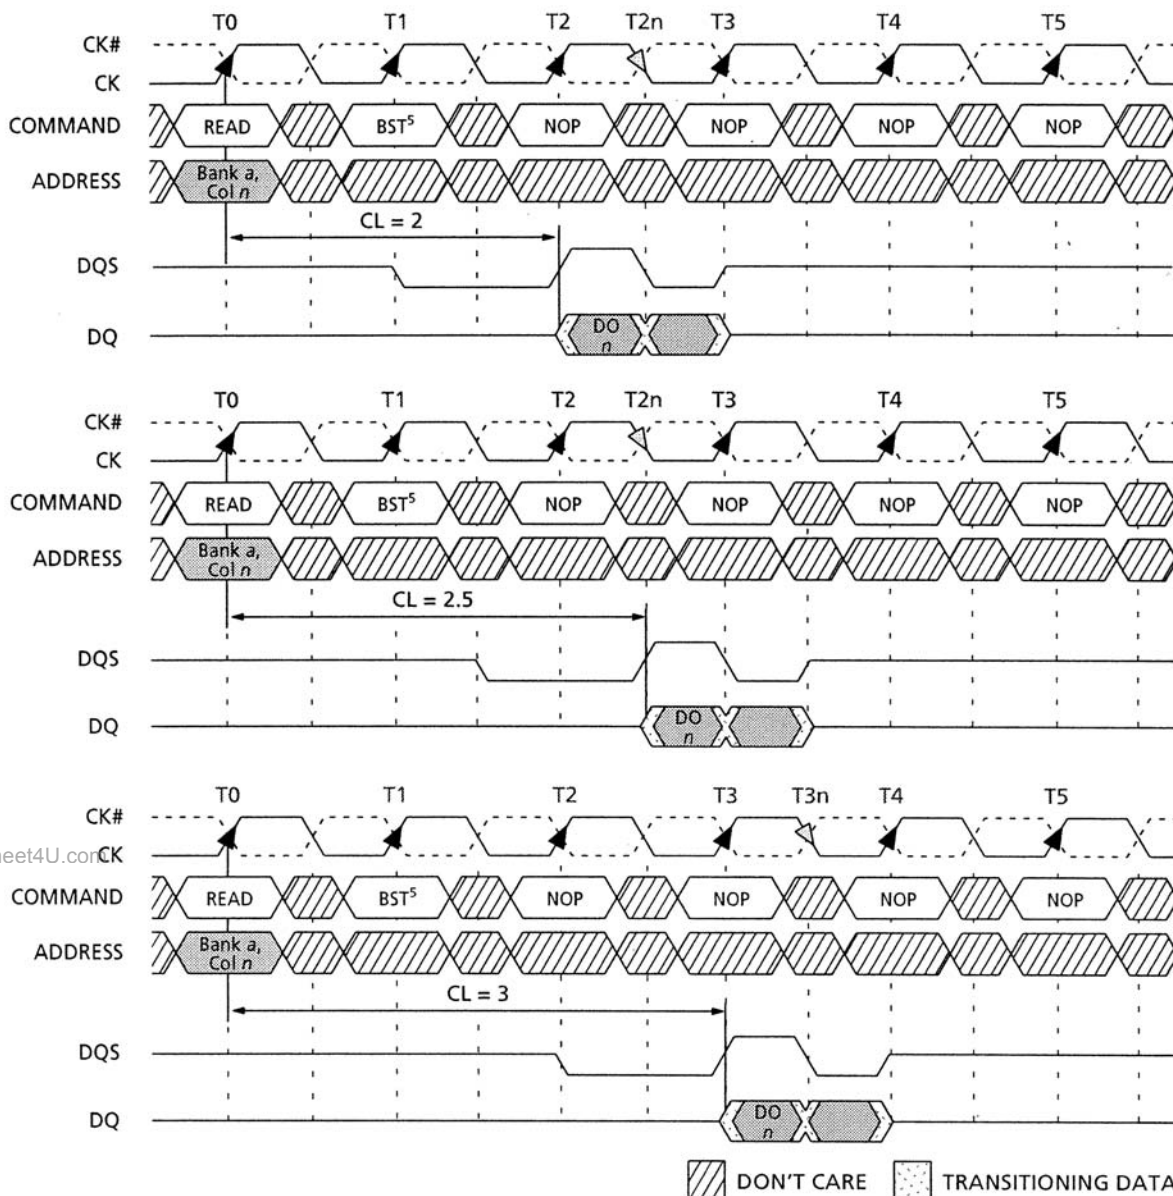 T0 T1 T2 T2n T3 T4 T5
CK#
CK
COMMAND READ BST⁵ NOP NOP NOP NOP
ADDRESS Bank a, Col n
CL = 2
DQS
DQ DO n
T0 T1 T2 T2n T3 T4 T5
CK#
CK
COMMAND READ BST⁵ NOP NOP NOP NOP
ADDRESS Bank a, Col n
CL = 2.5
DQS
DQ DO n
T0 T1 T2 T3 T3n T4 T5
CK#
heet4U.com CK
COMMAND READ BST⁵ NOP NOP NOP NOP
ADDRESS Bank a, Col n
CL = 3
DQS
DQ DO n
DON'T CARE TRANSITIONING DATA